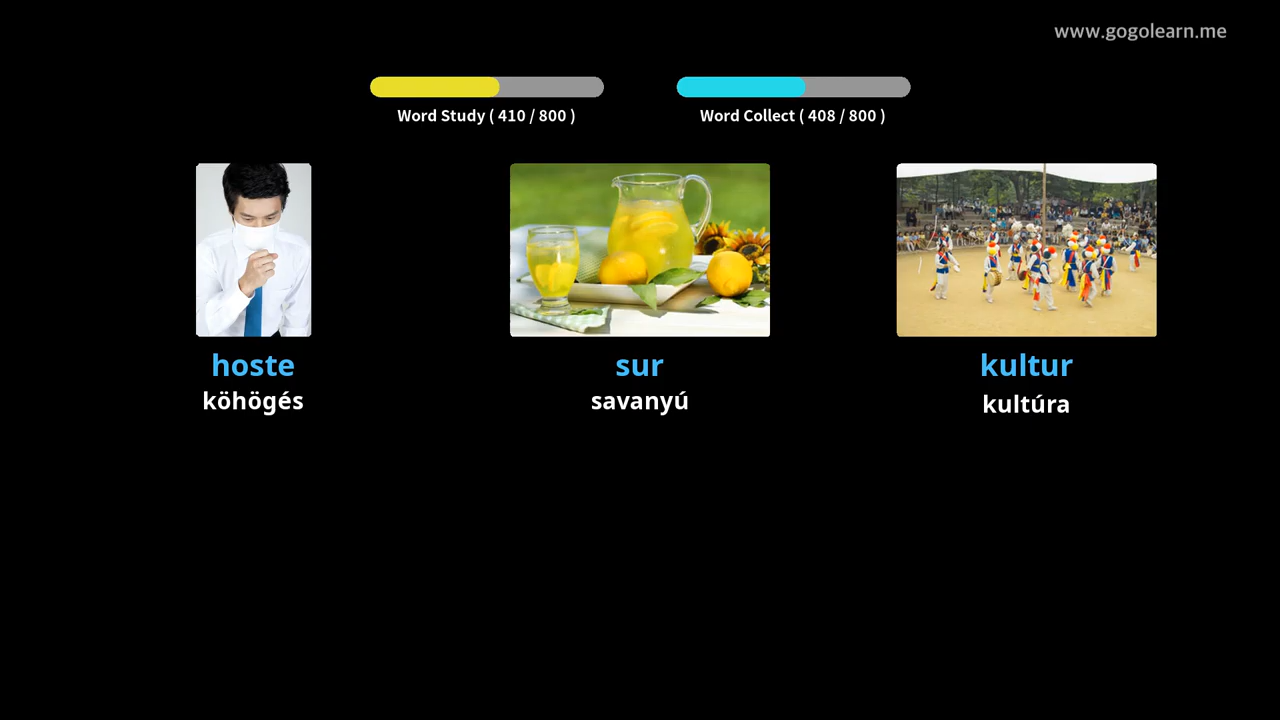 www.gogolearn.me
Word Study ( 410 / 800 )
Word Collect ( 408 / 800 )
hoste
köhögés
sur
savanyú
kultur
kultúra